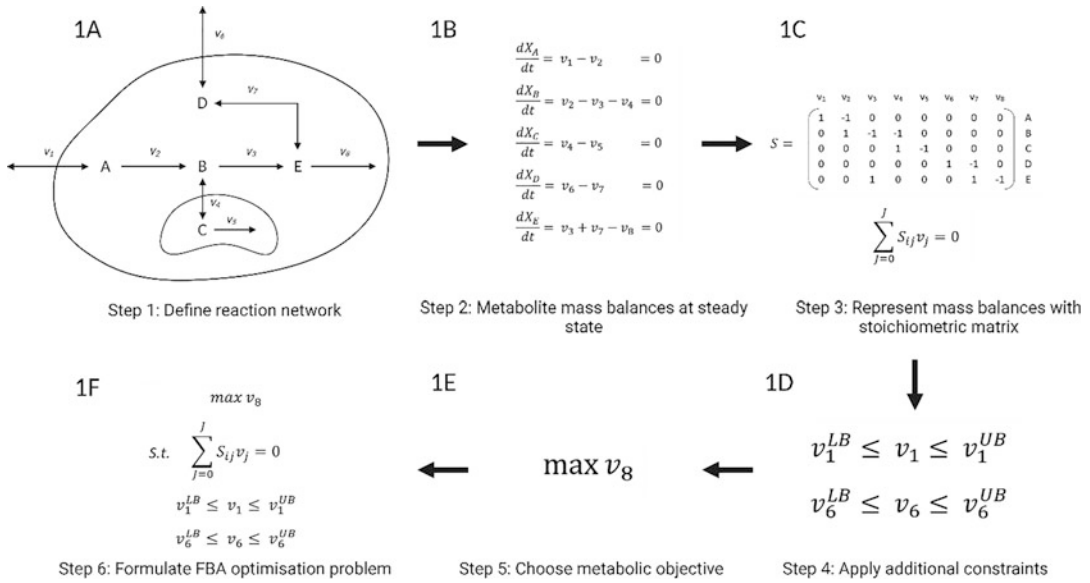 1A
v₆
D
v₇
v₁
A
v₂
B
v₃
E
v₈
v₄
C
v₅
Step 1: Define reaction network
1B
dX_A/dt = v₁ − v₂ = 0
dX_B/dt = v₂ − v₃ − v₄ = 0
dX_C/dt = v₄ − v₅ = 0
dX_D/dt = v₆ − v₇ = 0
dX_E/dt = v₃ + v₇ − v₈ = 0
Step 2: Metabolite mass balances at steady
state
1C
v₁ v₂ v₃ v₄ v₅ v₆ v₇ v₈
1 -1 0 0 0 0 0 0 A
0 1 -1 -1 0 0 0 0 B
S = 0 0 0 1 -1 0 0 0 C
0 0 0 0 0 1 -1 0 D
0 0 1 0 0 0 1 -1 E
J
∑ S_ij v_j = 0
J=0
Step 3: Represent mass balances with
stoichiometric matrix
1D
v₁^LB ≤ v₁ ≤ v₁^UB
v₆^LB ≤ v₆ ≤ v₆^UB
Step 4: Apply additional constraints
1E
max v₈
Step 5: Choose metabolic objective
1F
max v₈
J
S.t. ∑ S_ij v_j = 0
J=0
v₁^LB ≤ v₁ ≤ v₁^UB
v₆^LB ≤ v₆ ≤ v₆^UB
Step 6: Formulate FBA optimisation problem